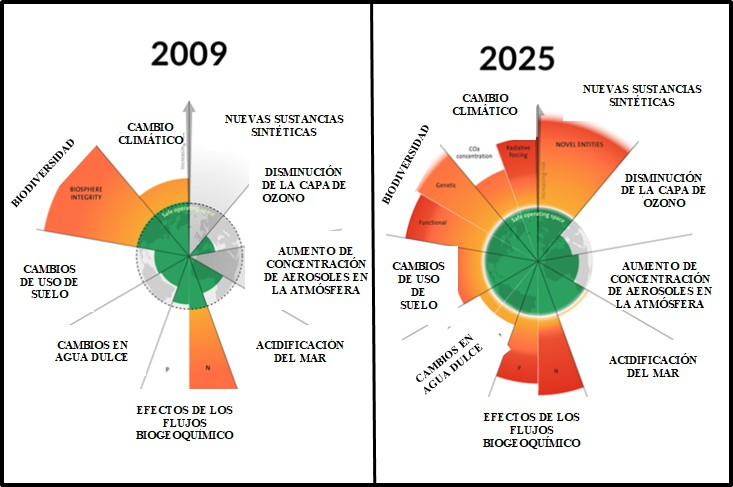 2009
CAMBIO
CLIMÁTICO
NUEVAS SUSTANCIAS
SINTÉTICAS
BIODIVERSIDAD
BIOSPHERE
INTEGRITY
DISMINUCIÓN
DE LA CAPA DE
OZONO
Safe operating space
CAMBIOS
DE USO DE
SUELO
AUMENTO DE
CONCENTRACIÓN
DE AEROSOLES EN
LA ATMÓSFERA
CAMBIOS EN
AGUA DULCE
ACIDIFICACIÓN
DEL MAR
P
N
EFECTOS DE LOS
FLUJOS
BIOGEOQUÍMICO
2025
CAMBIO
CLIMÁTICO
NUEVAS SUSTANCIAS
SINTÉTICAS
BIODIVERSIDAD
CO2
concentration
Radiative
forcing
NOVEL ENTITIES
Genetic
Functional
DISMINUCIÓN
DE LA CAPA DE
OZONO
Safe operating space
CAMBIOS
DE USO
DE
SUELO
AUMENTO DE
CONCENTRACIÓN
DE AEROSOLES EN
LA ATMÓSFERA
CAMBIOS EN
AGUA DULCE
ACIDIFICACIÓN
DEL MAR
P
N
EFECTOS DE LOS
FLUJOS
BIOGEOQUÍMICO